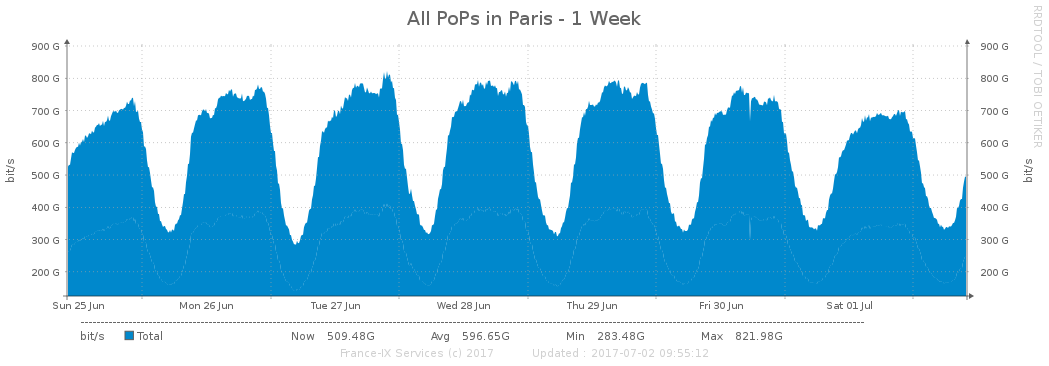 All PoPs in Paris - 1 Week
RRDTOOL / TOBI OETIKER
900 G 900 G
800 G 800 G
700 G 700 G
600 G 600 G
500 G 500 G
400 G 400 G
300 G 300 G
200 G 200 G
bit/s bit/s
Sun 25 Jun Mon 26 Jun Tue 27 Jun Wed 28 Jun Thu 29 Jun Fri 30 Jun Sat 01 Jul
bit/s Total Now 509.48G Avg 596.65G Min 283.48G Max 821.98G
France-IX Services (c) 2017 Updated : 2017-07-02 09:55:12